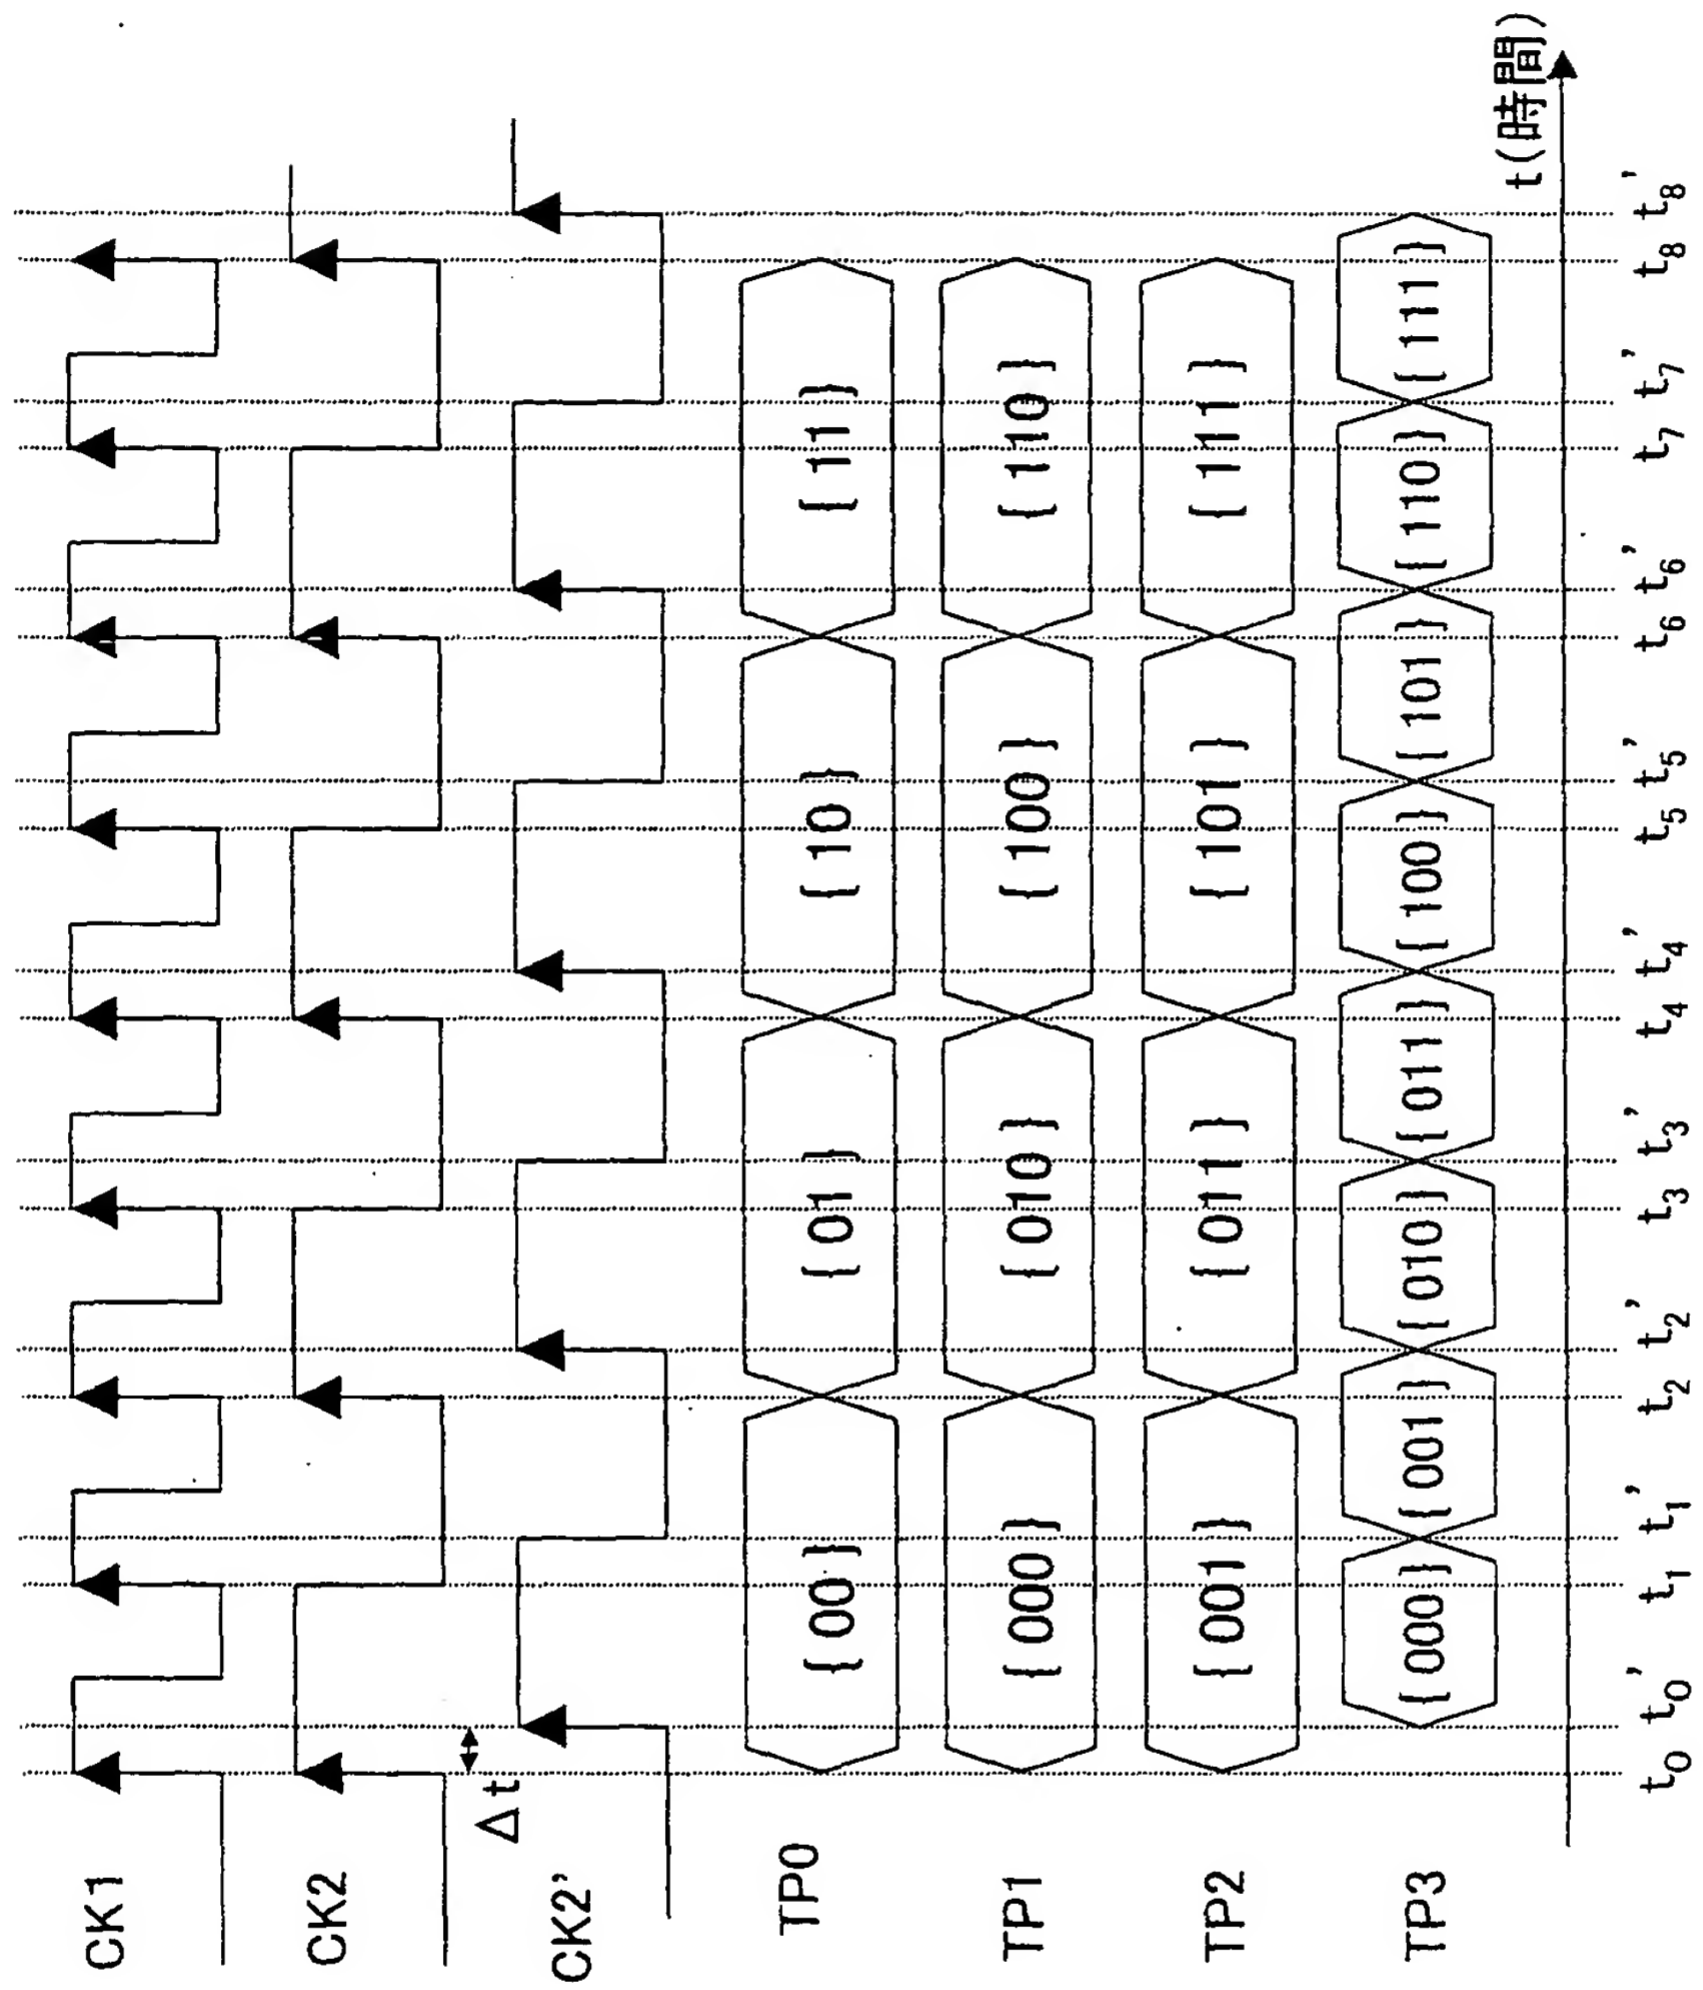 CK1
CK2
Δt
CK2'
TP0
{ 00 }
{ 01 }
{ 10 }
{ 11 }
TP1
{ 000 }
{ 010 }
{ 100 }
{ 110 }
TP2
{ 001 }
{ 011 }
{ 101 }
{ 111 }
TP3
{ 000 }
{ 001 }
{ 010 }
{ 011 }
{ 100 }
{ 101 }
{ 110 }
{ 111 }
t(時間)
t0 t0' t1 t1' t2 t2' t3 t3' t4 t4' t5 t5' t6 t6' t7 t7' t8 t8'